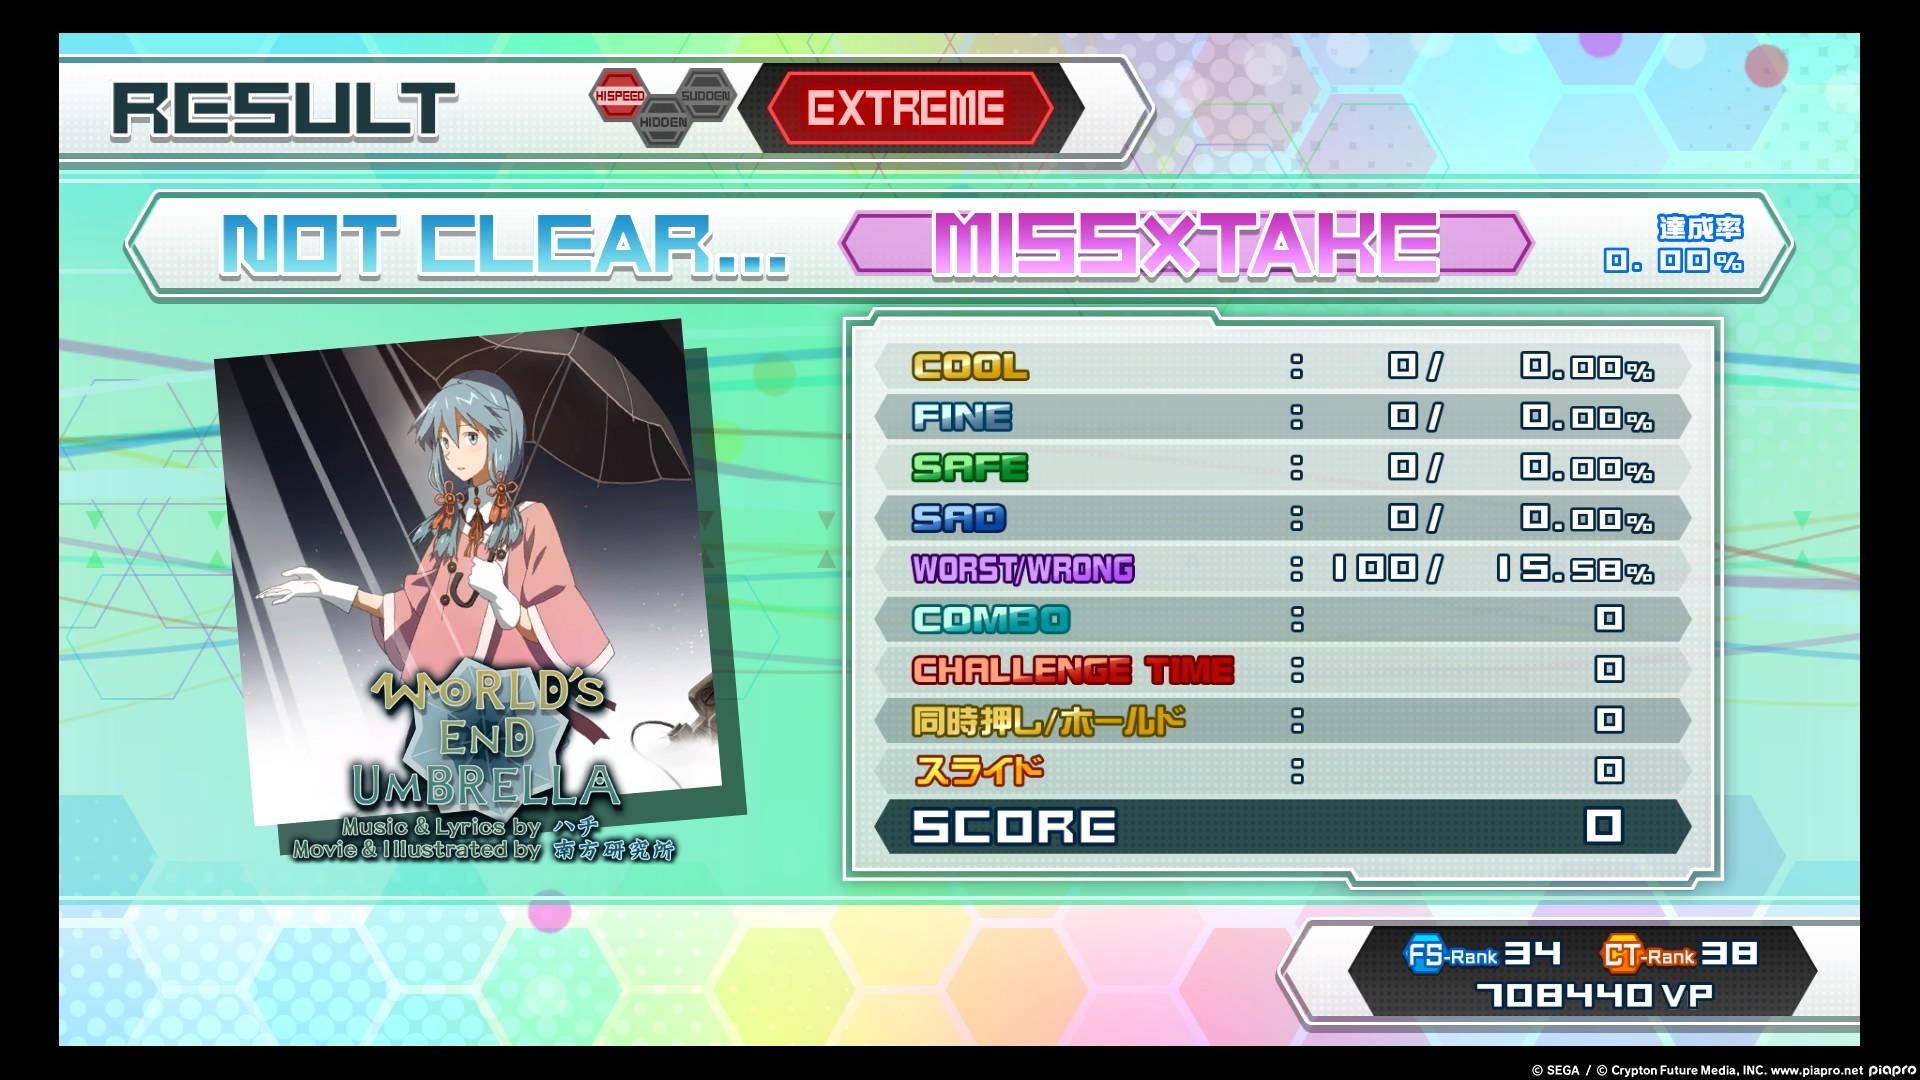 RESULT
HISPEED
HIDDEN
SUDDEN
EXTREME
NOT CLEAR...
MISS×TAKE
達成率
0.00%
COOL : 0/ 0.00%
FINE : 0/ 0.00%
SAFE : 0/ 0.00%
SAD : 0/ 0.00%
WORST/WRONG : 100/ 15.58%
COMBO : 0
CHALLENGE TIME : 0
同時押し/ホールド : 0
スライド : 0
SCORE 0
WORLD'S
END
UMBRELLA
Music & Lyrics by ハチ
Movie & Illustrated by 南方研究所
FS-Rank 34 CT-Rank 38
708440 VP
© SEGA / © Crypton Future Media, INC. www.piapro.net piapro